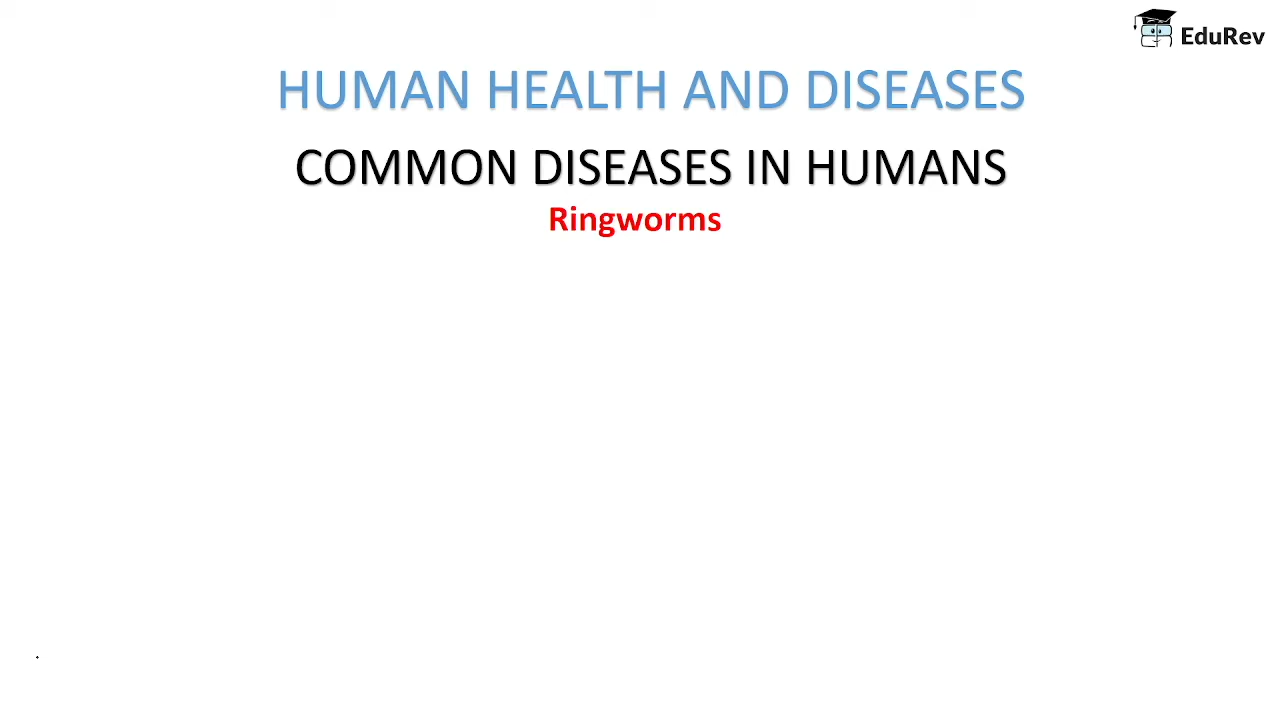 EduRev
HUMAN HEALTH AND DISEASES
COMMON DISEASES IN HUMANS
Ringworms